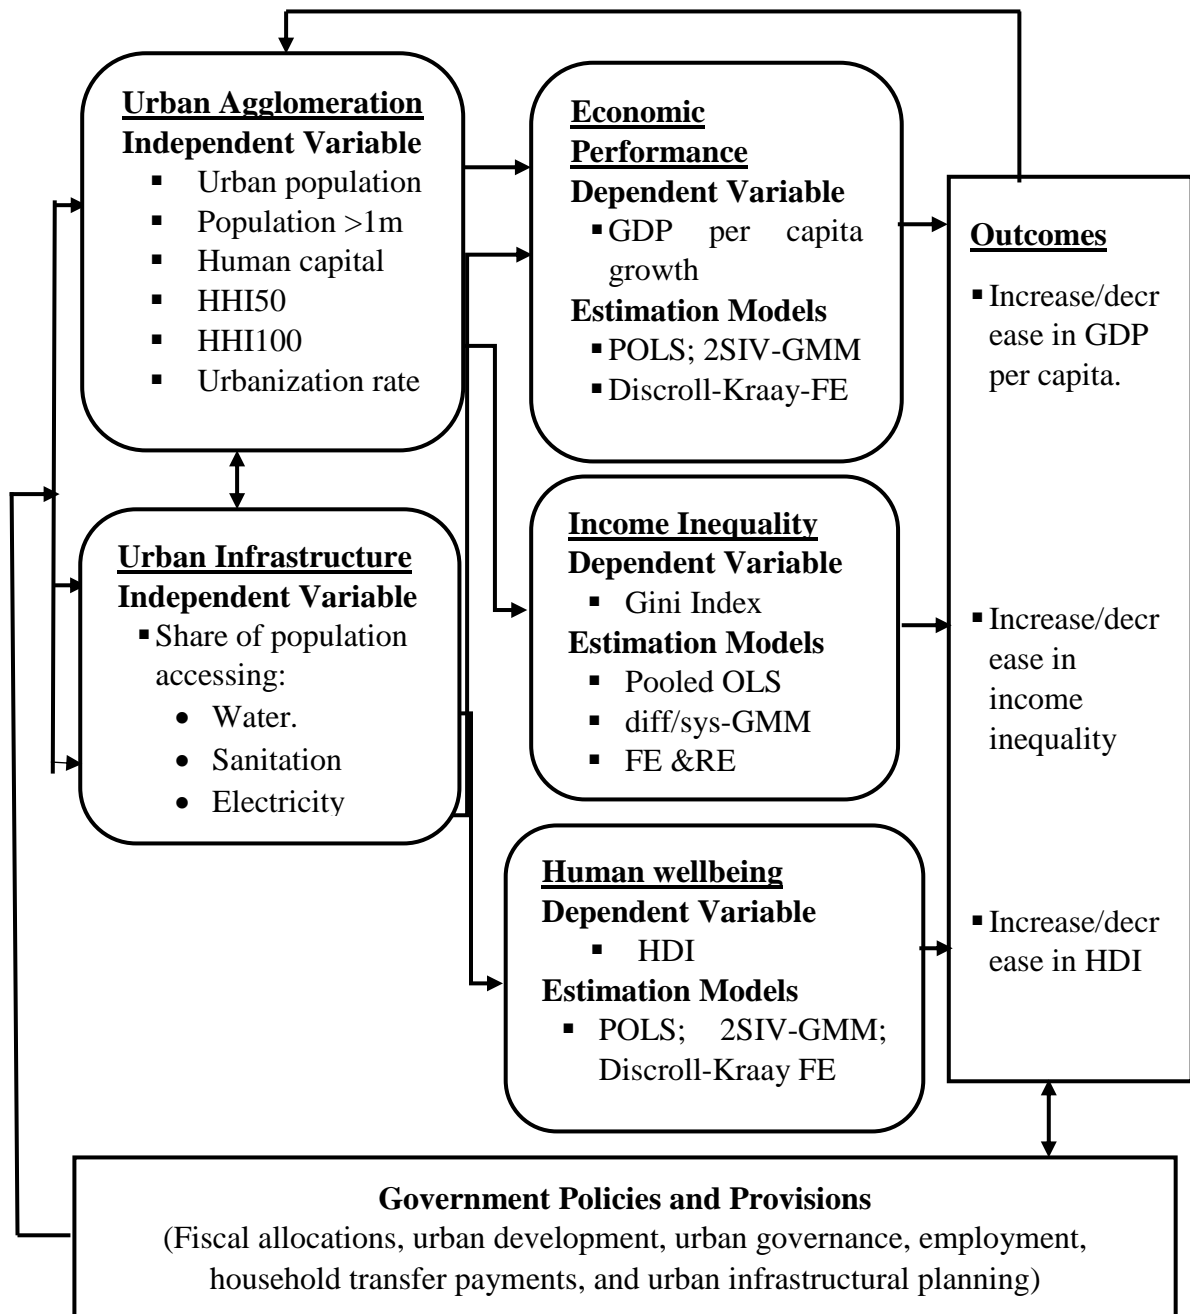 Urban Agglomeration
Independent Variable
▪ Urban population
▪ Population >1m
▪ Human capital
▪ HHI50
▪ HHI100
▪ Urbanization rate
Urban Infrastructure
Independent Variable
▪ Share of population
accessing:
• Water.
• Sanitation
• Electricity
Economic
Performance
Dependent Variable
▪ GDP per capita
growth
Estimation Models
▪ POLS; 2SIV-GMM
▪ Discroll-Kraay-FE
Income Inequality
Dependent Variable
▪ Gini Index
Estimation Models
▪ Pooled OLS
▪ diff/sys-GMM
▪ FE &RE
Human wellbeing
Dependent Variable
▪ HDI
Estimation Models
▪ POLS; 2SIV-GMM;
Discroll-Kraay FE
Outcomes
▪ Increase/decr
ease in GDP
per capita.
▪ Increase/decr
ease in
income
inequality
▪ Increase/decr
ease in HDI
Government Policies and Provisions
(Fiscal allocations, urban development, urban governance, employment,
household transfer payments, and urban infrastructural planning)